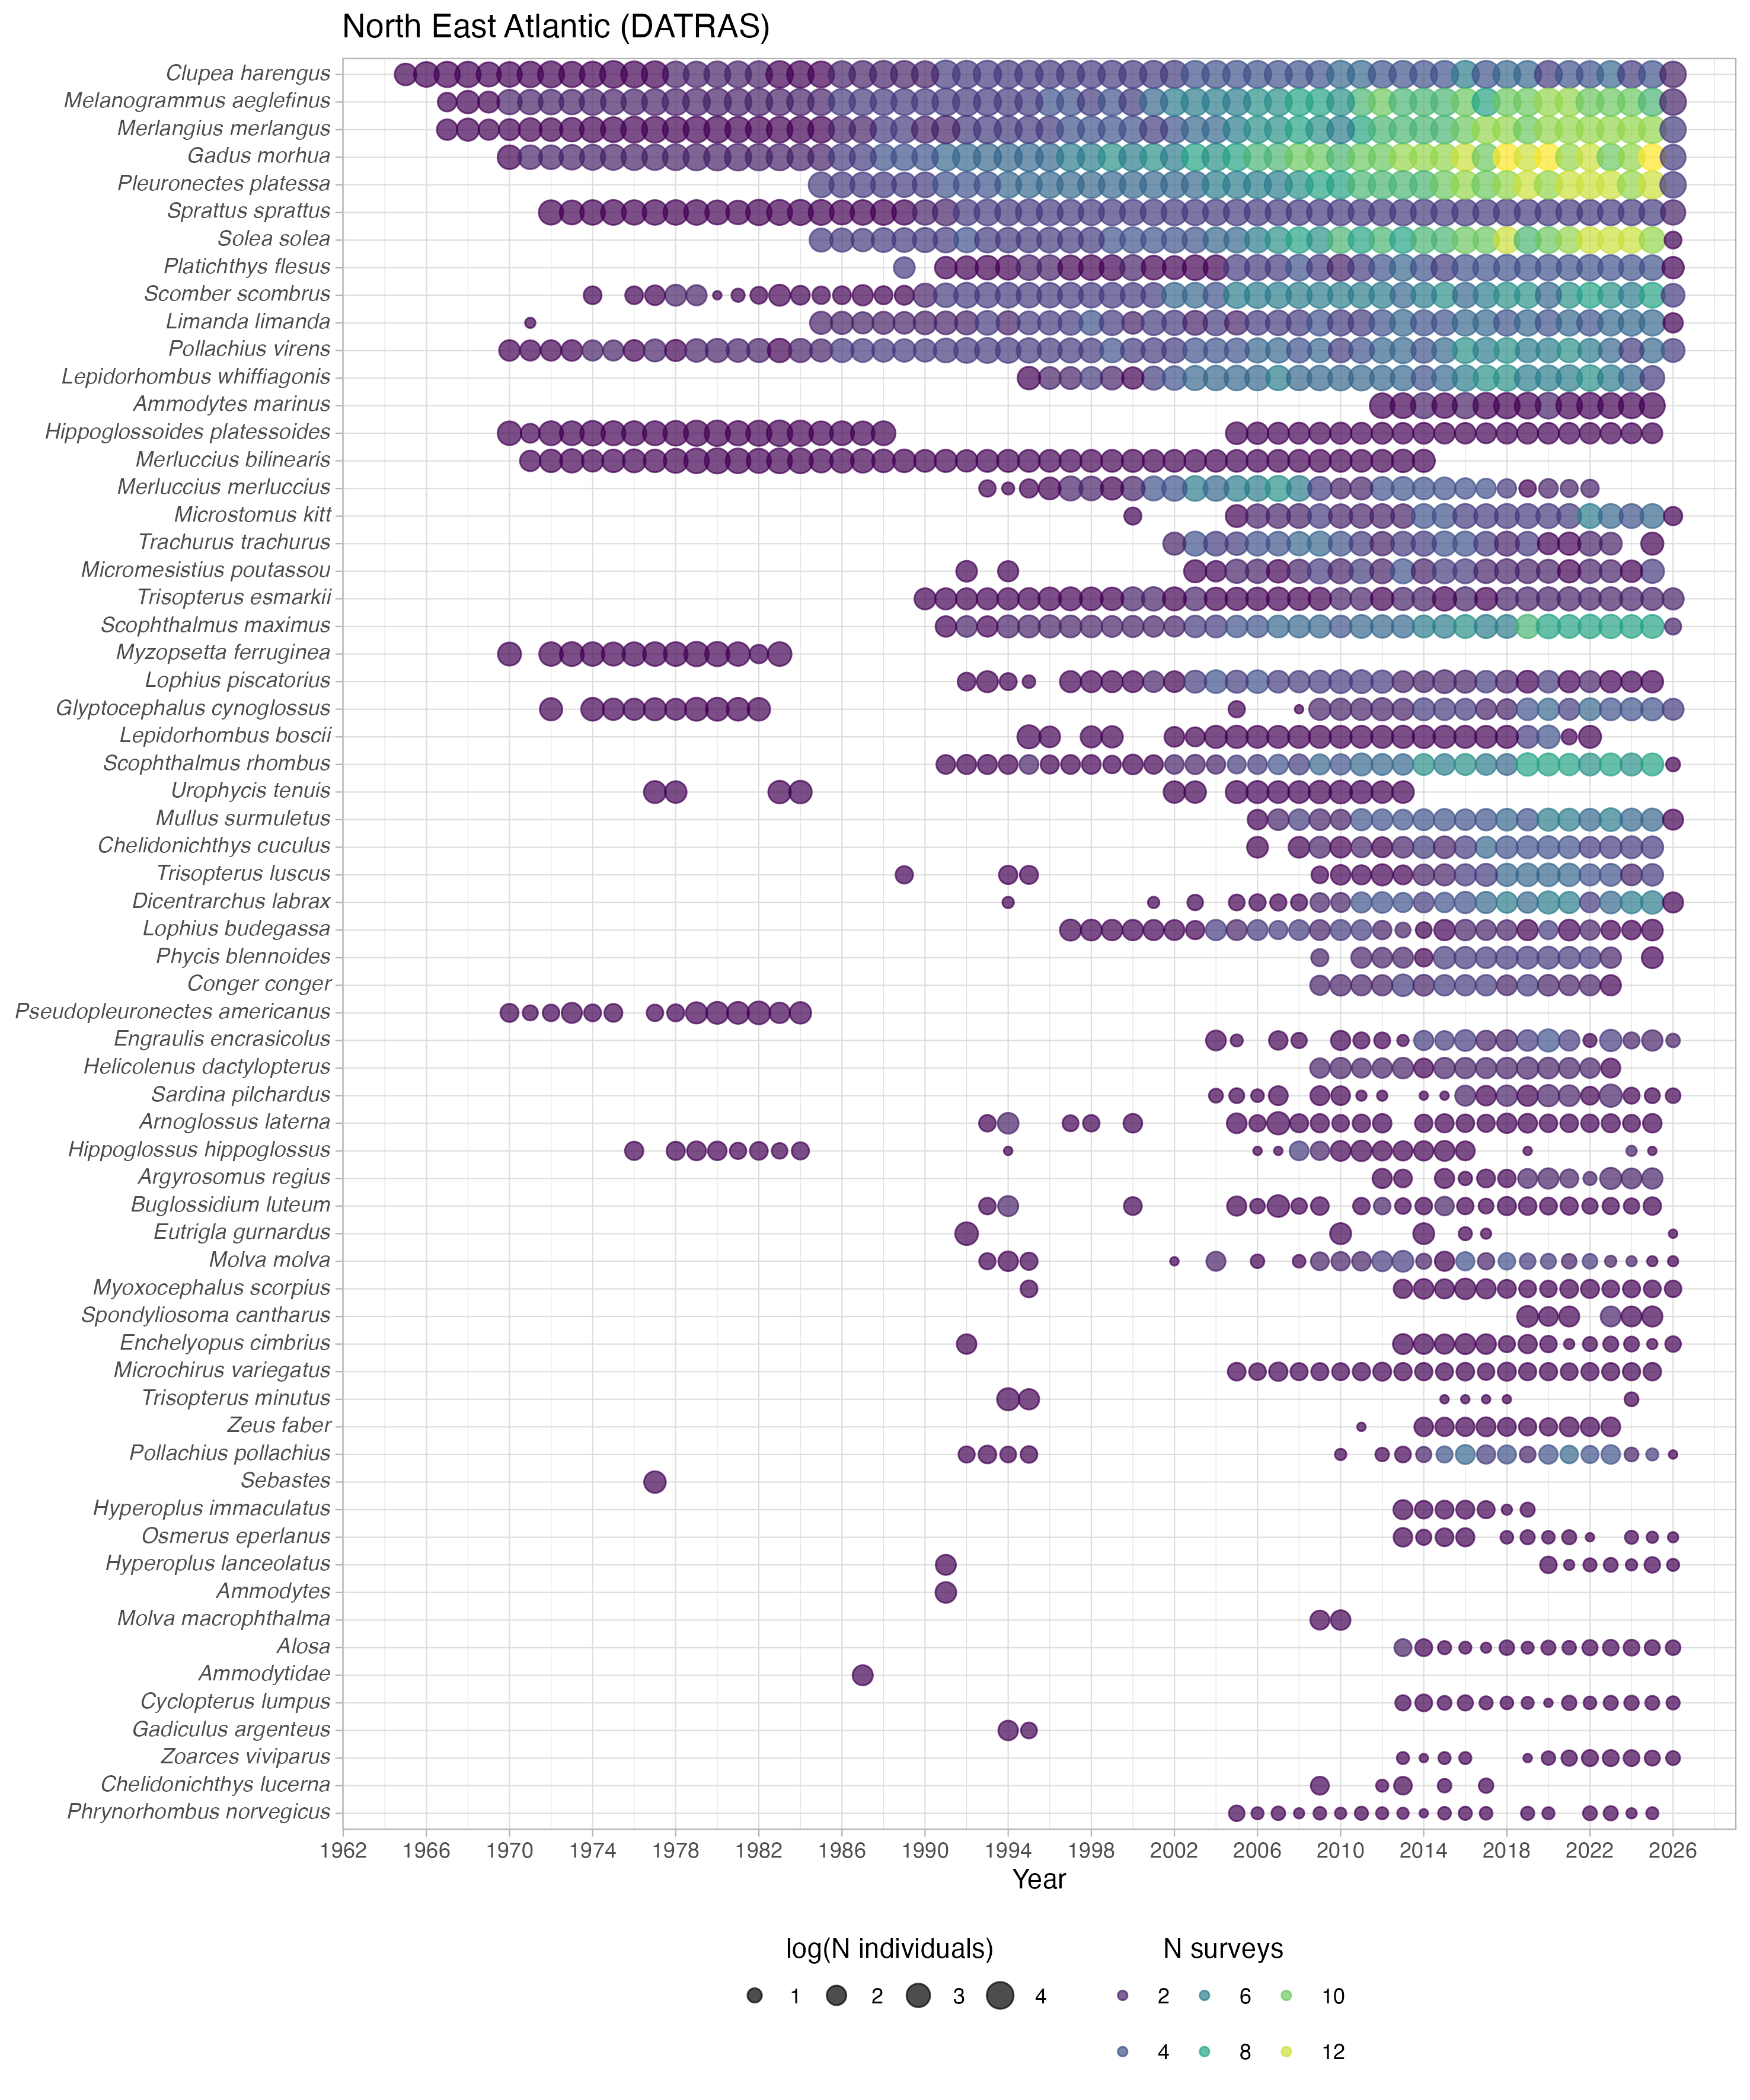 North East Atlantic (DATRAS)
Clupea harengus
Melanogrammus aeglefinus
Merlangius merlangus
Gadus morhua
Pleuronectes platessa
Sprattus sprattus
Solea solea
Platichthys flesus
Scomber scombrus
Limanda limanda
Pollachius virens
Lepidorhombus whiffiagonis
Ammodytes marinus
Hippoglossoides platessoides
Merluccius bilinearis
Merluccius merluccius
Microstomus kitt
Trachurus trachurus
Micromesistius poutassou
Trisopterus esmarkii
Scophthalmus maximus
Myzopsetta ferruginea
Lophius piscatorius
Glyptocephalus cynoglossus
Lepidorhombus boscii
Scophthalmus rhombus
Urophycis tenuis
Mullus surmuletus
Chelidonichthys cuculus
Trisopterus luscus
Dicentrarchus labrax
Lophius budegassa
Phycis blennoides
Conger conger
Pseudopleuronectes americanus
Engraulis encrasicolus
Helicolenus dactylopterus
Sardina pilchardus
Arnoglossus laterna
Hippoglossus hippoglossus
Argyrosomus regius
Buglossidium luteum
Eutrigla gurnardus
Molva molva
Myoxocephalus scorpius
Spondyliosoma cantharus
Enchelyopus cimbrius
Microchirus variegatus
Trisopterus minutus
Zeus faber
Pollachius pollachius
Sebastes
Hyperoplus immaculatus
Osmerus eperlanus
Hyperoplus lanceolatus
Ammodytes
Molva macrophthalma
Alosa
Ammodytidae
Cyclopterus lumpus
Gadiculus argenteus
Zoarces viviparus
Chelidonichthys lucerna
Phrynorhombus norvegicus
1962 1966 1970 1974 1978 1982 1986 1990 1994 1998 2002 2006 2010 2014 2018 2022 2026
Year
log(N individuals) N surveys
1 2 3 4 2 6 10
4 8 12